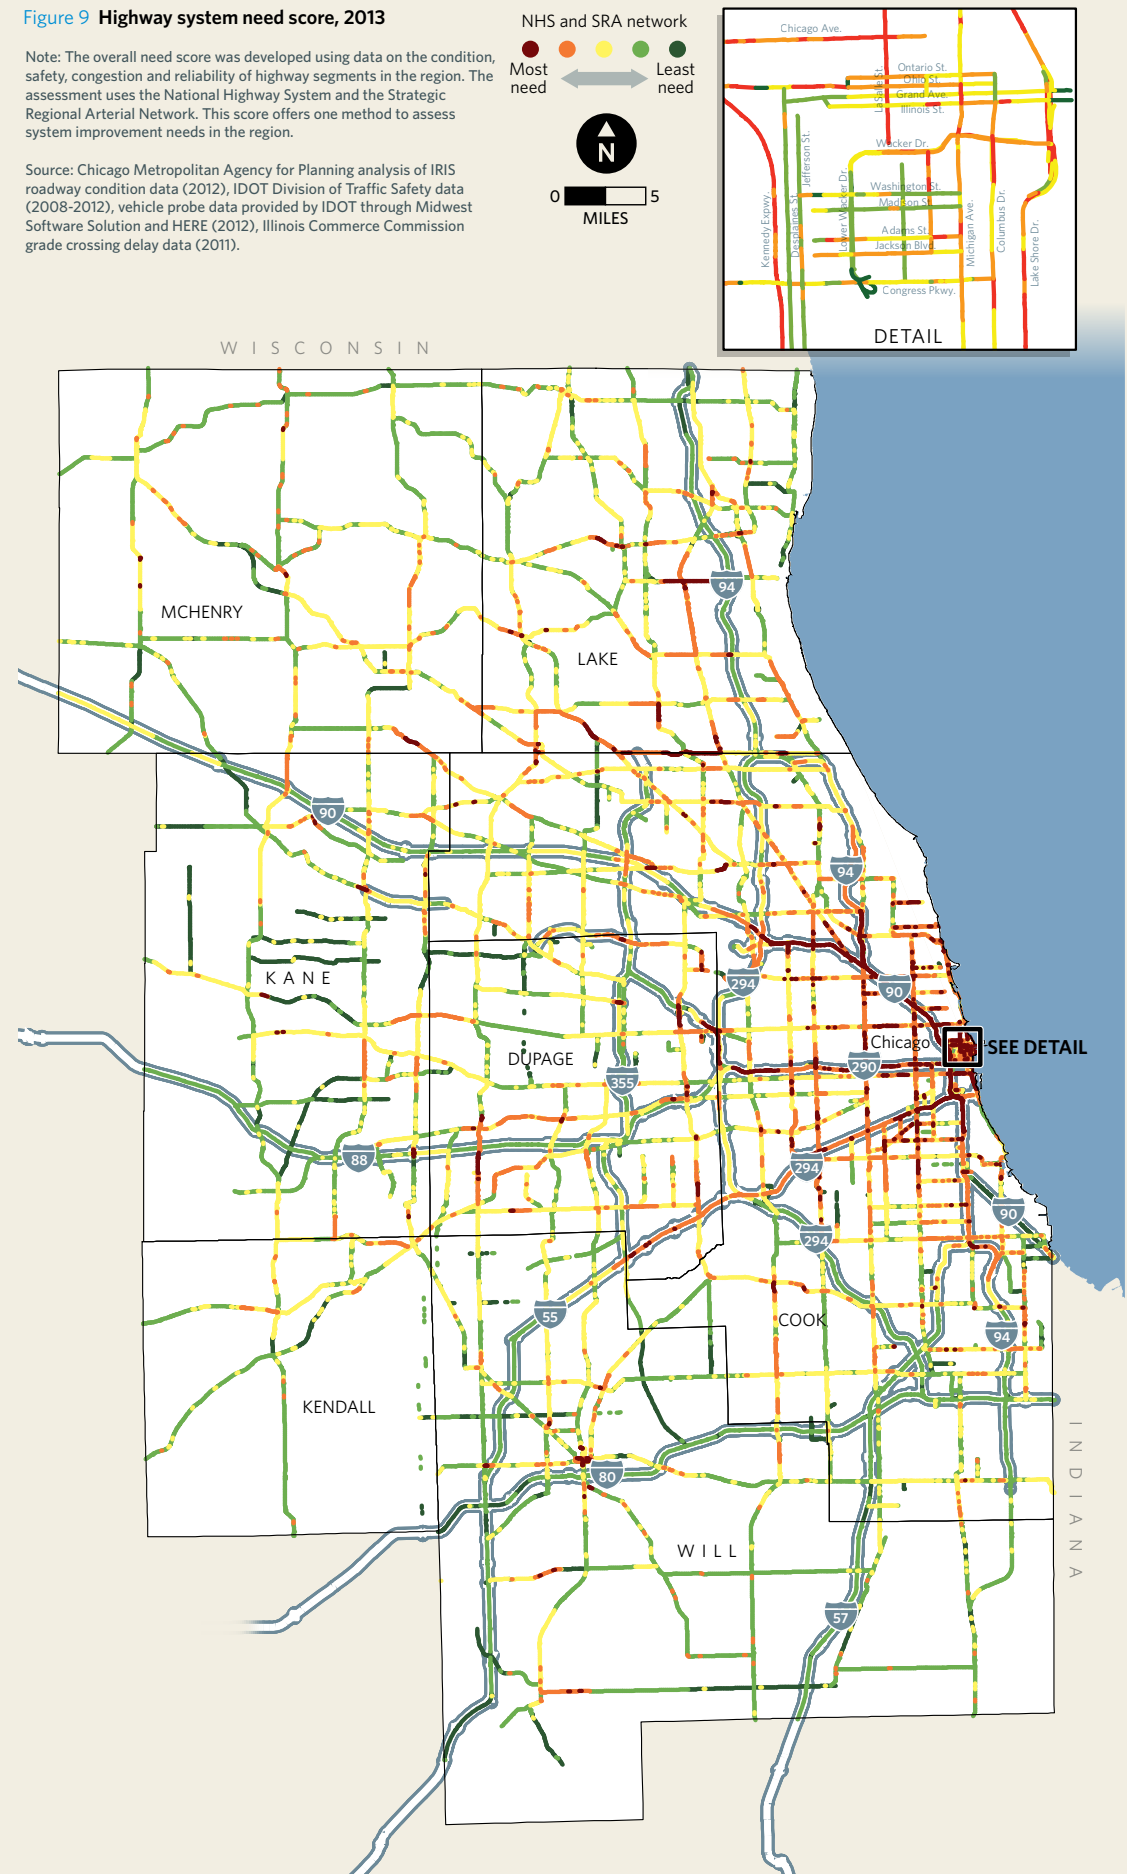 Figure 9 Highway system need score, 2013
Note: The overall need score was developed using data on the condition,
safety, congestion and reliability of highway segments in the region. The
assessment uses the National Highway System and the Strategic
Regional Arterial Network. This score offers one method to assess
system improvement needs in the region.
Source: Chicago Metropolitan Agency for Planning analysis of IRIS
roadway condition data (2012), IDOT Division of Traffic Safety data
(2008-2012), vehicle probe data provided by IDOT through Midwest
Software Solution and HERE (2012), Illinois Commerce Commission
grade crossing delay data (2011).
NHS and SRA network
Most
need
Least
need
N
0 5
MILES
Chicago Ave.
Ontario St.
Ohio St.
LaSalle St.
Grand Ave.
Illinois St.
Wacker Dr.
Jefferson St.
Washington St.
Madison St.
Lower Wacker Dr.
Kennedy Expwy.
Desplaines St.
Adams St.
Jackson Blvd.
Michigan Ave.
Columbus Dr.
Lake Shore Dr.
Congress Pkwy.
DETAIL
WISCONSIN
94
MCHENRY
LAKE
90
94
KANE
294
90
Chicago
SEE DETAIL
DUPAGE
290
355
88
294
90
294
55
COOK
94
KENDALL
INDIANA
80
WILL
57